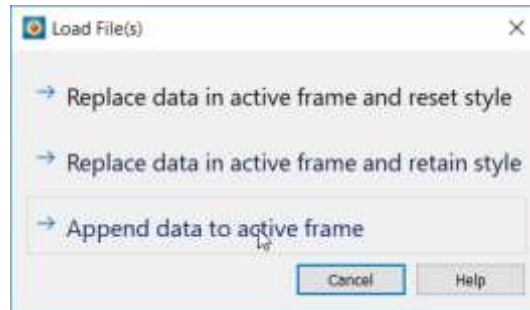 Load File(s)
Replace data in active frame and reset style
Replace data in active frame and retain style
Append data to active frame
Cancel
Help